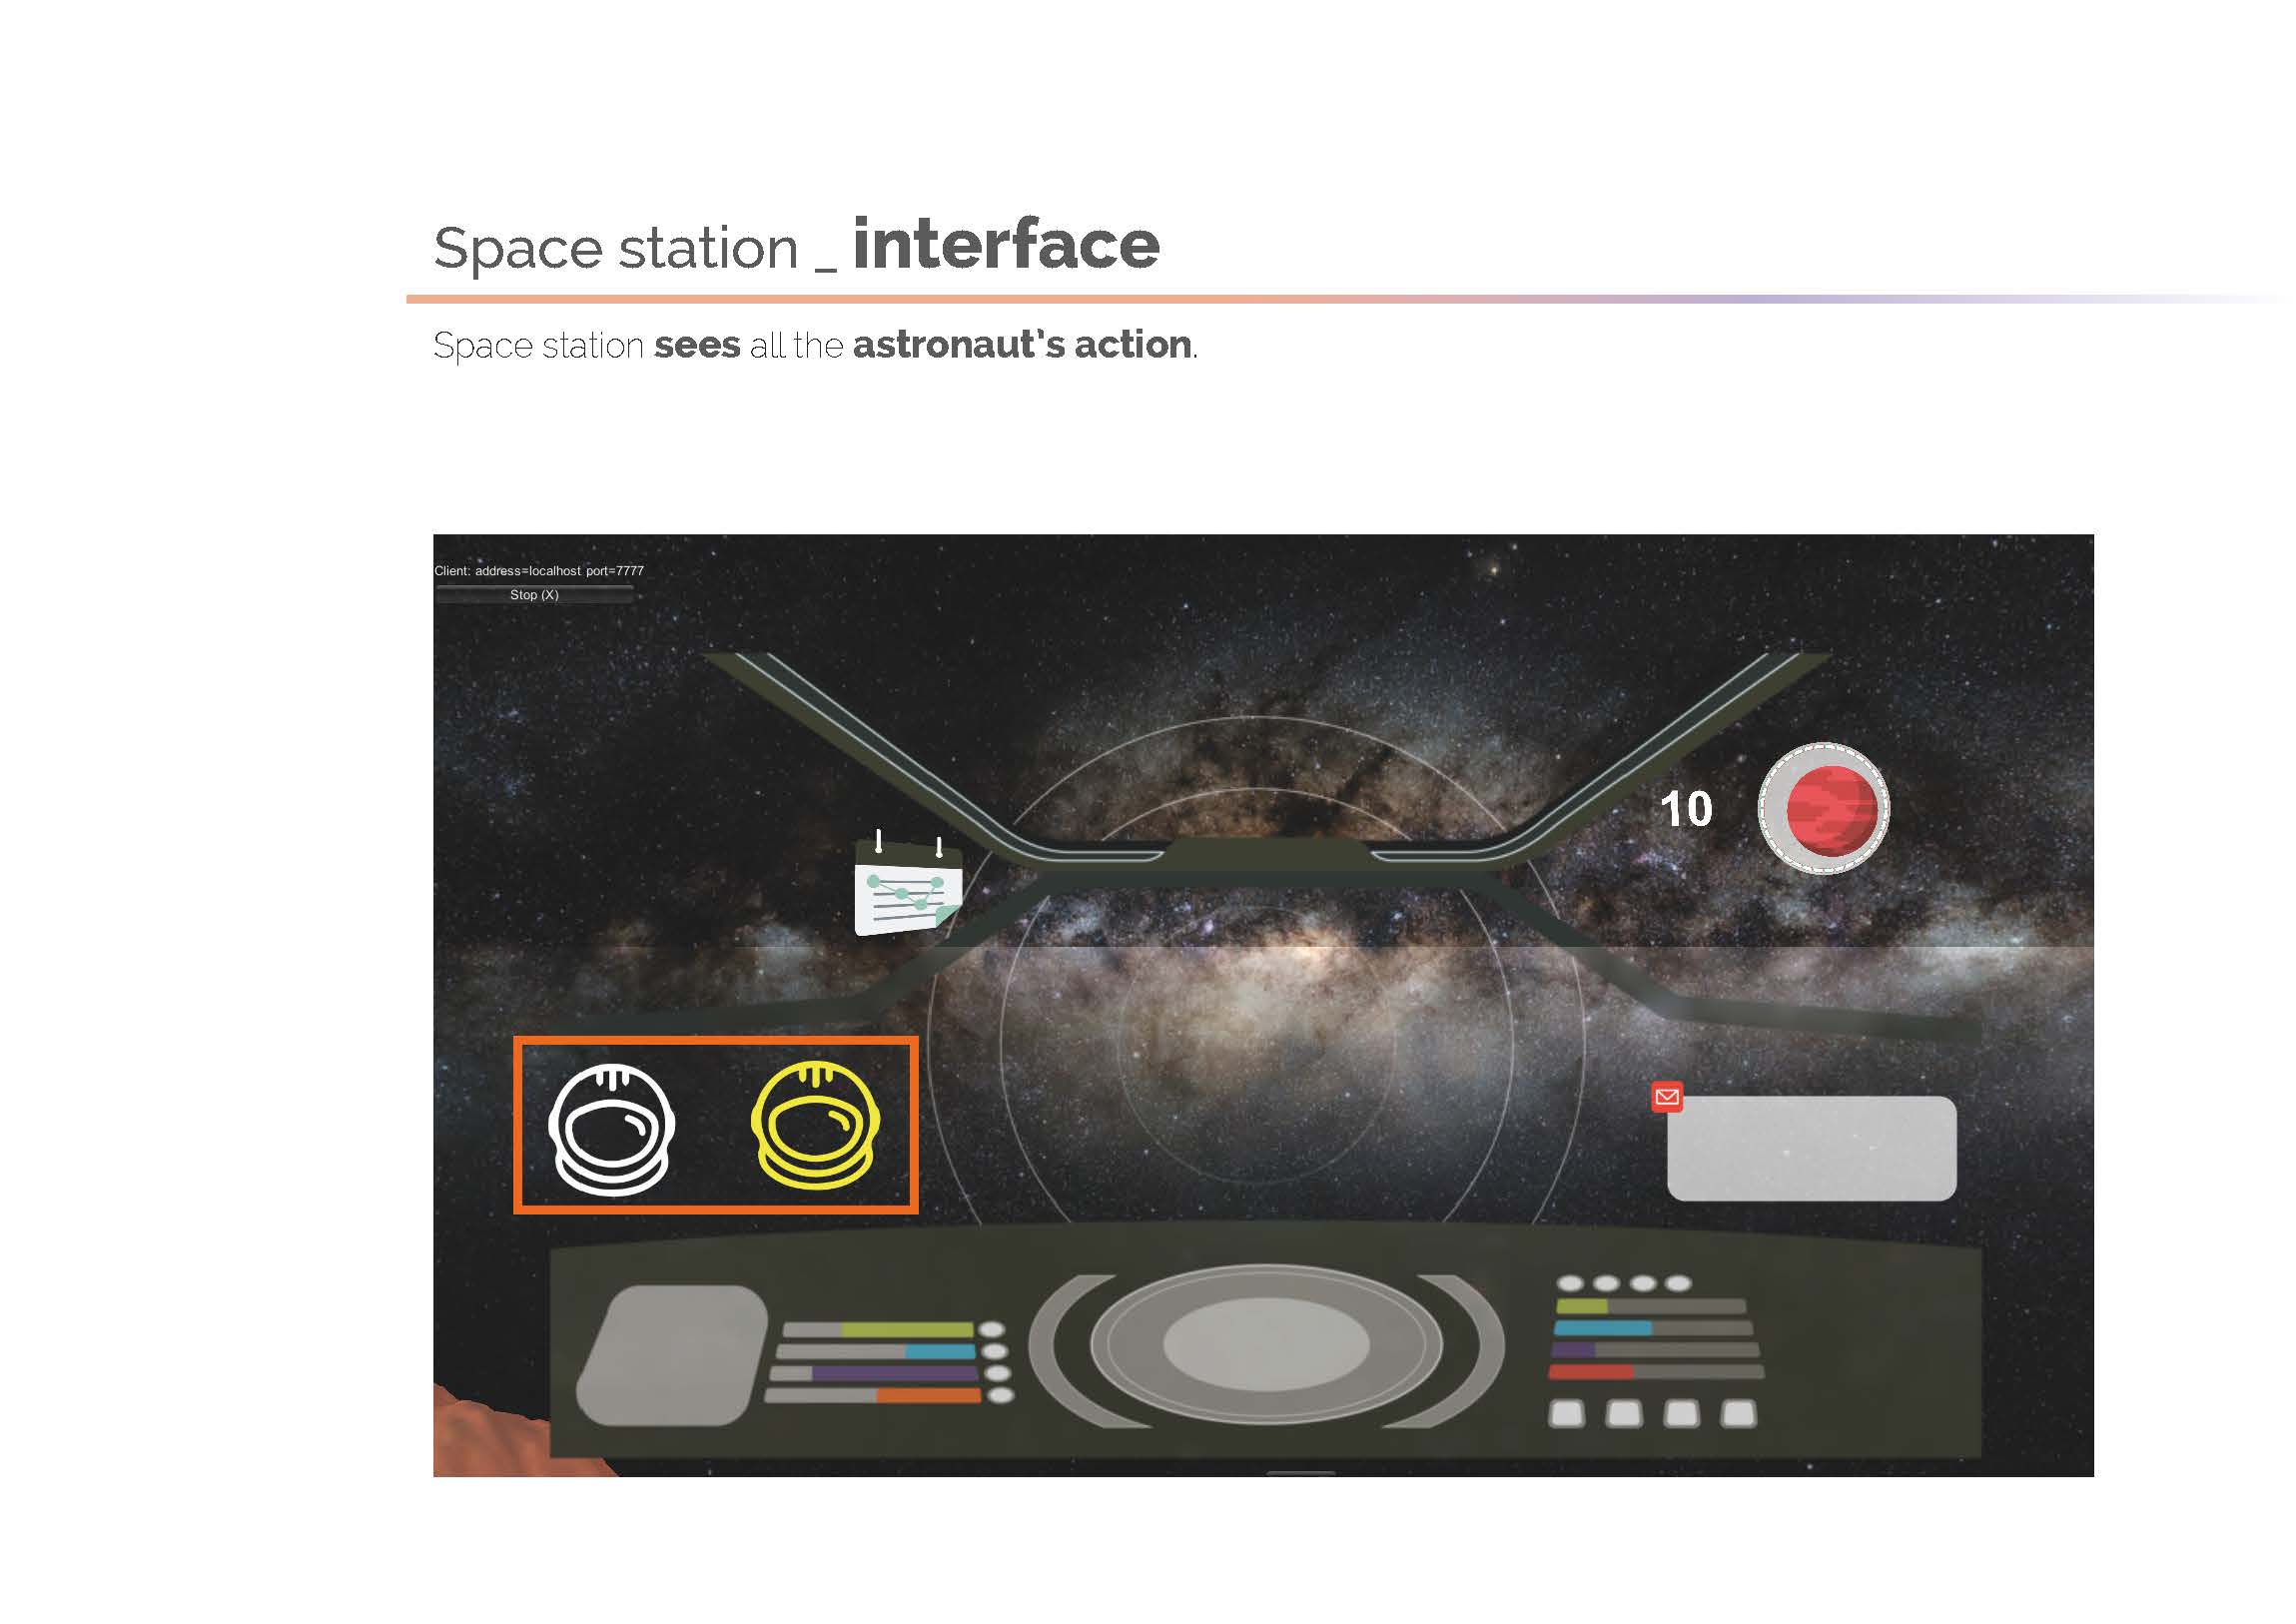 Space station _ interface
Space station sees all the astronaut's action.
Client: address=localhost port=7777
Stop (X)
10